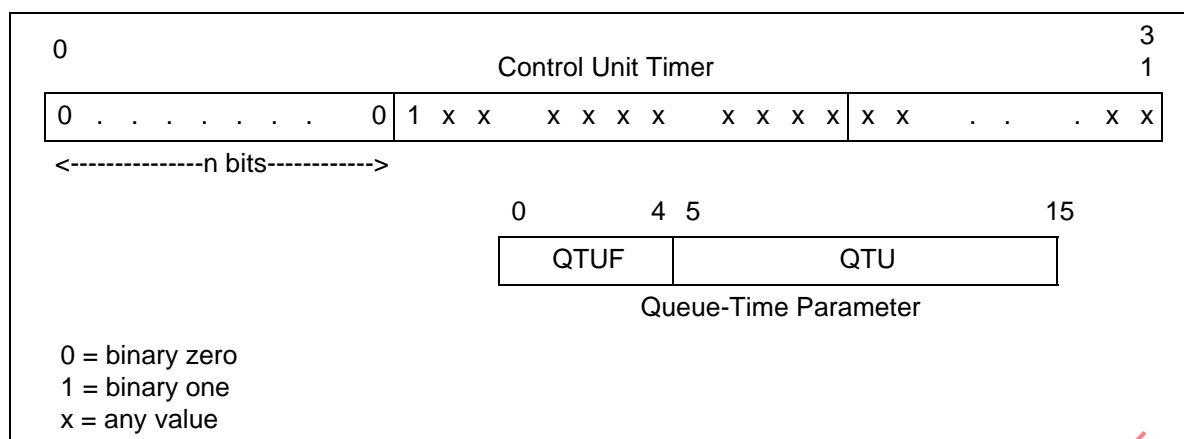 0 3
Control Unit Timer 1
0 . . . . . . . 0 1 x x x x x x x x x x x x . . . x x
<---------------n bits------------>
0 4 5 15
QTUF QTU
Queue-Time Parameter
0 = binary zero
1 = binary one
x = any value